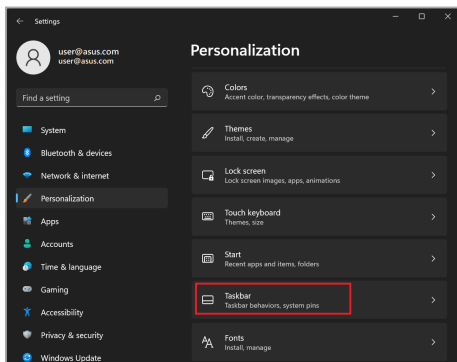 Settings
user@asus.com
user@asus.com
Find a setting
System
Bluetooth & devices
Network & internet
Personalization
Apps
Accounts
Time & language
Gaming
Accessibility
Privacy & security
Windows Update
Personalization
Colors
Accent color, transparency effects, color theme
Themes
Install, create, manage
Lock screen
Lock screen images, apps, animations
Touch keyboard
Themes, size
Start
Recent apps and items, folders
Taskbar
Taskbar behaviors, system pins
Fonts
Install, manage